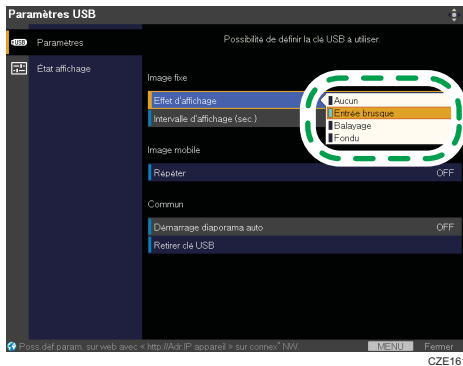 Paramètres USB
Paramètres
Possibilité de définir la clé USB à utiliser.
État affichage
Image fixe
Effet d'affichage
Aucun
Entrée brusque
Balayage
Fondu
Intervalle d'affichage (sec.)
Image mobile
Répéter OFF
Commun
Démarrage diaporama auto OFF
Retirer clé USB
Poss.déf.param. sur web avec « http://Adr.IP appareil » sur connex° NW. MENU Fermer
CZE16